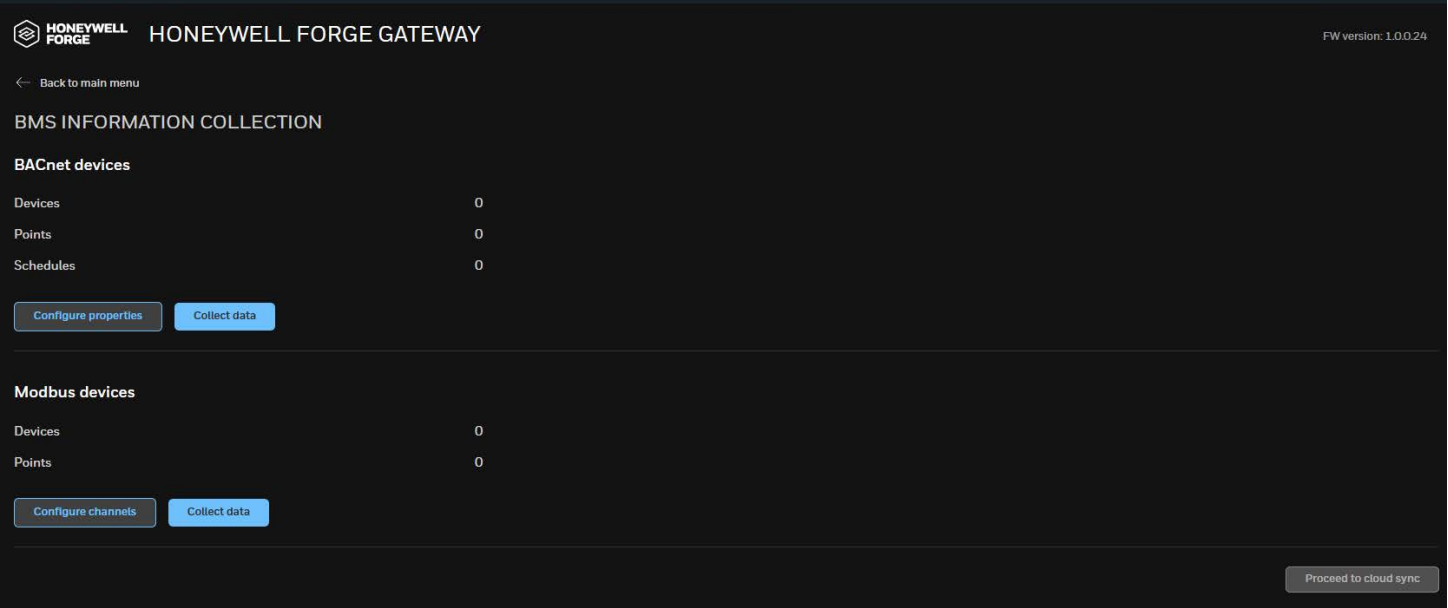 HONEYWELL FORGE
HONEYWELL FORGE GATEWAY
FW version: 1.0.0.24
Back to main menu
BMS INFORMATION COLLECTION
BACnet devices
Devices 0
Points 0
Schedules 0
Configure properties Collect data
Modbus devices
Devices 0
Points 0
Configure channels Collect data
Proceed to cloud sync